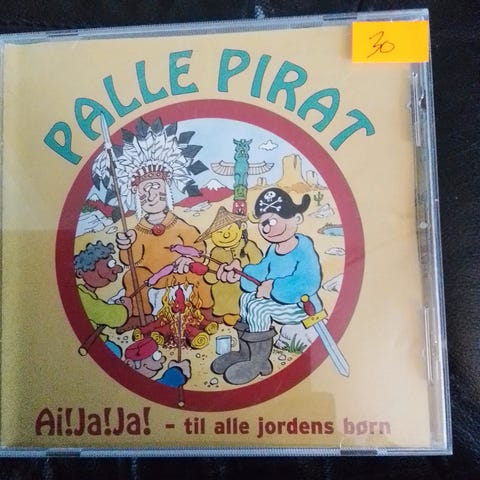 30
PALLE PIRAT
Ai!Ja!Ja! - til alle jordens børn